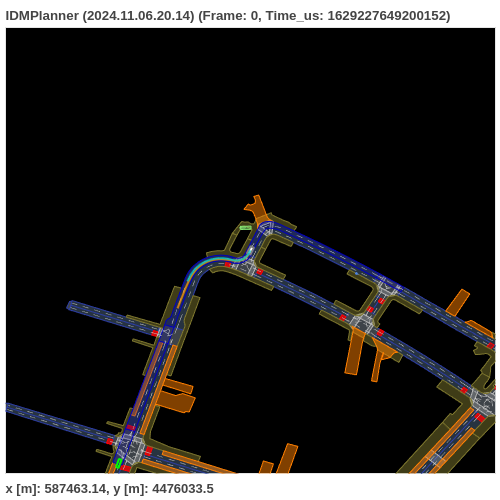 IDMPlanner (2024.11.06.20.14) (Frame: 0, Time_us: 1629227649200152)
x [m]: 587463.14, y [m]: 4476033.5